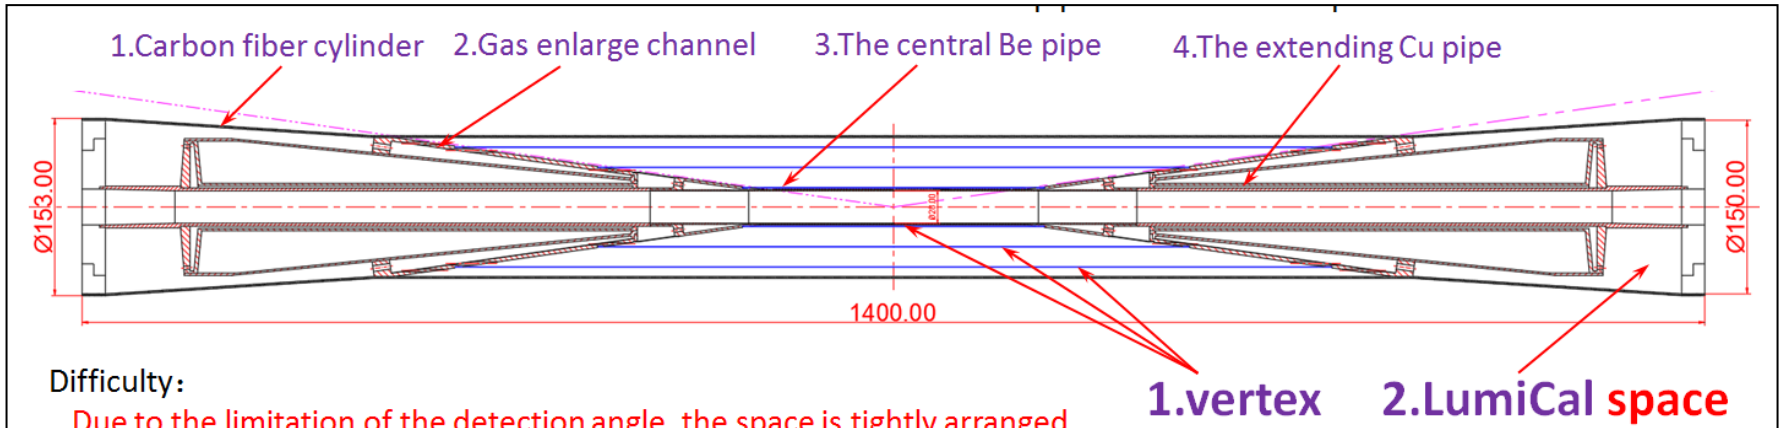 1.Carbon fiber cylinder 2.Gas enlarge channel 3.The central Be pipe 4.The extending Cu pipe
Ø153.00
Ø150.00
1400.00
1.vertex 2.LumiCal space
Difficulty：
Due to the limitation of the detection angle, the space is tightly arranged